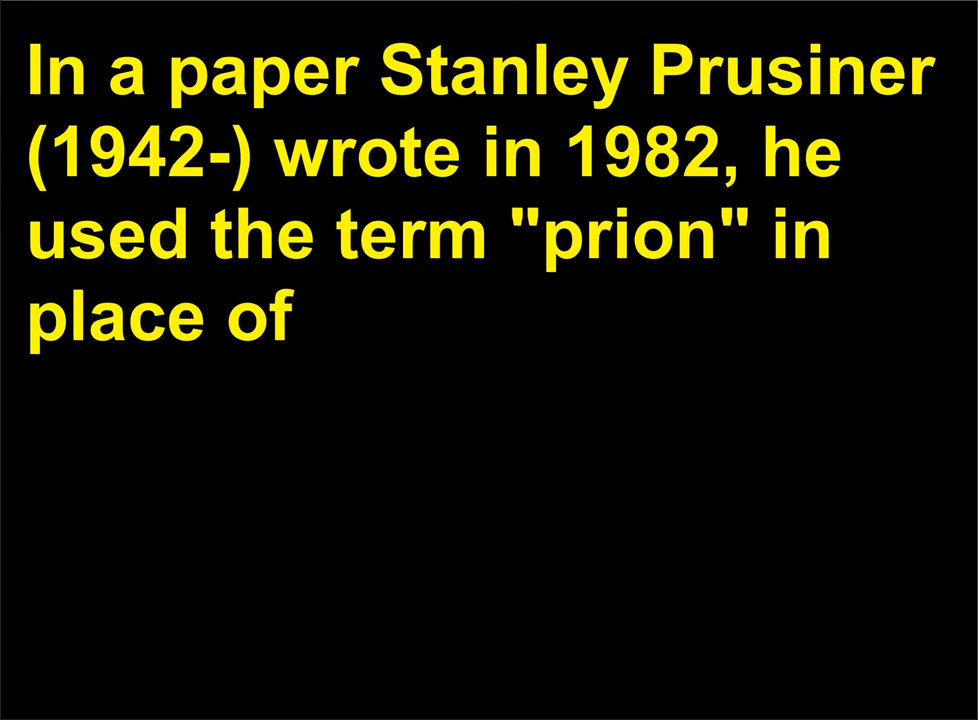 In a paper Stanley Prusiner
(1942-) wrote in 1982, he
used the term "prion" in
place of